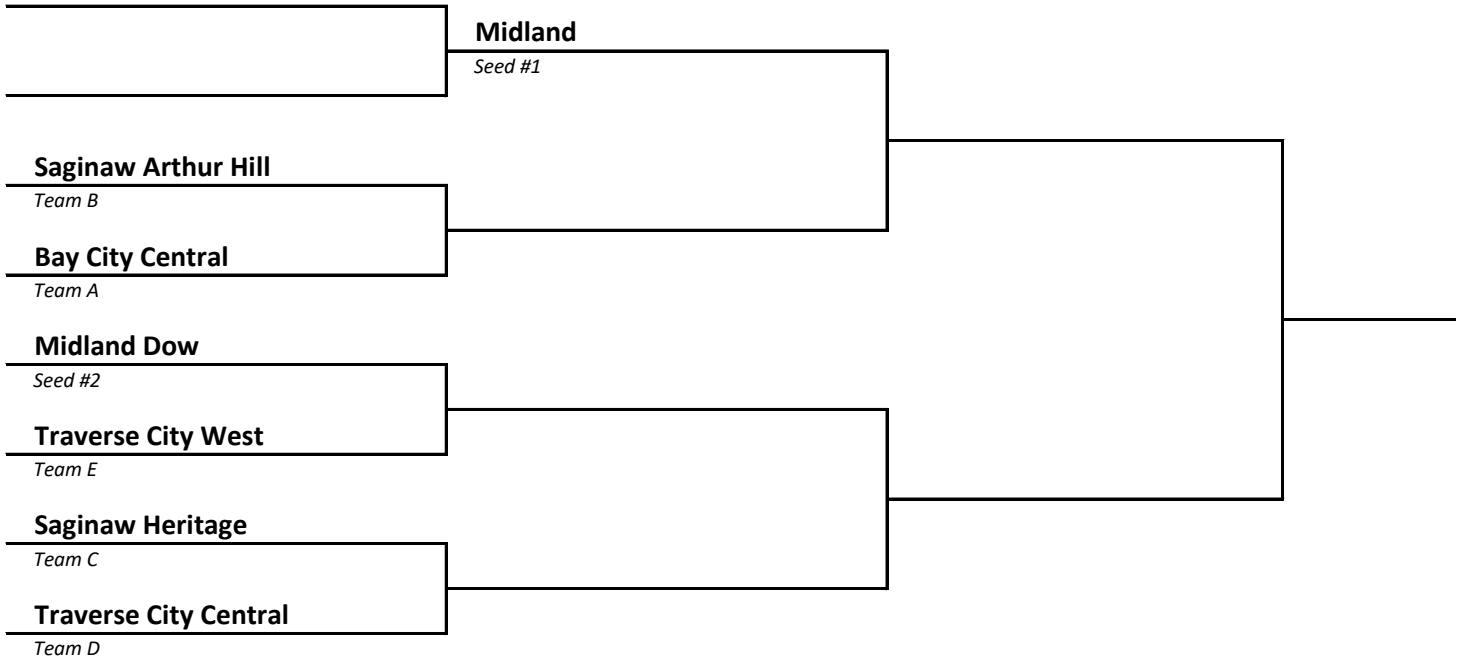 Midland
Seed #1
Saginaw Arthur Hill
Team B
Bay City Central
Team A
Midland Dow
Seed #2
Traverse City West
Team E
Saginaw Heritage
Team C
Traverse City Central
Team D